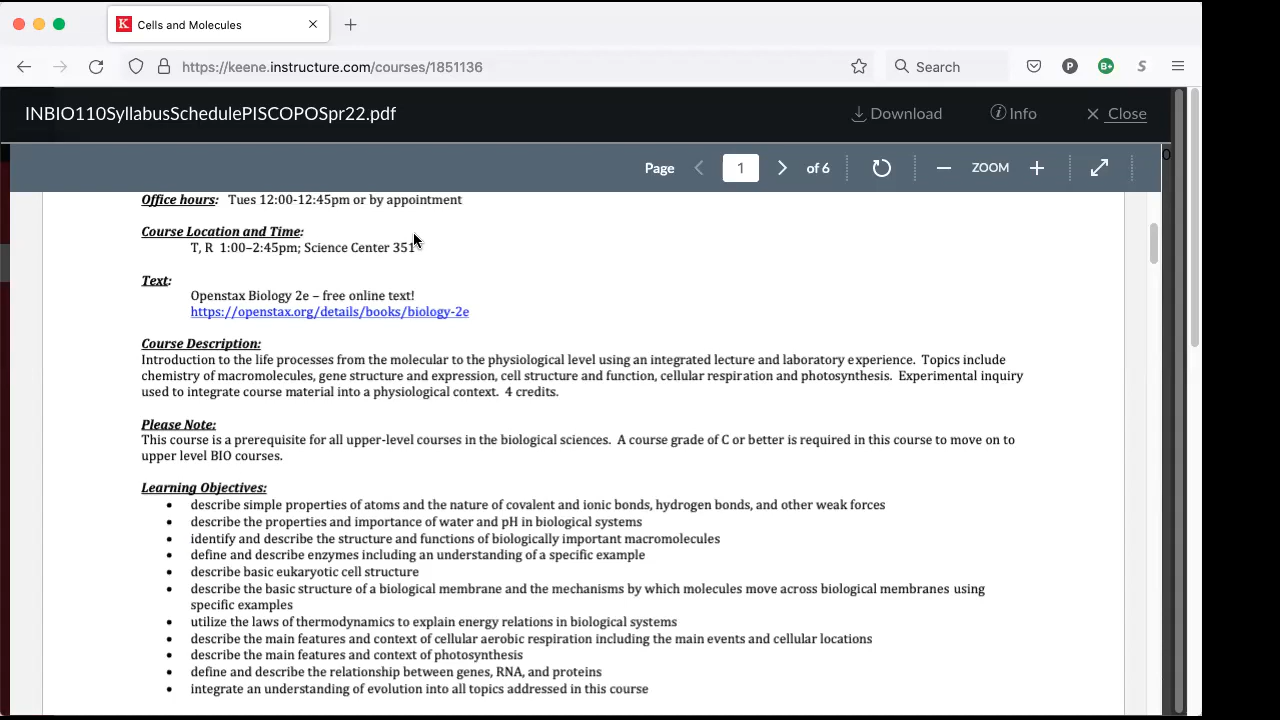 Cells and Molecules
https://keene.instructure.com/courses/1851136
Search
INBIO110SyllabusSchedulePISCOPOSpr22.pdf
Download
Info
Close
Page 1 of 6
ZOOM
Office hours: Tues 12:00-12:45pm or by appointment
Course Location and Time:
T, R 1:00–2:45pm; Science Center 351
Text:
Openstax Biology 2e – free online text!
https://openstax.org/details/books/biology-2e
Course Description:
Introduction to the life processes from the molecular to the physiological level using an integrated lecture and laboratory experience. Topics include
chemistry of macromolecules, gene structure and expression, cell structure and function, cellular respiration and photosynthesis. Experimental inquiry
used to integrate course material into a physiological context. 4 credits.
Please Note:
This course is a prerequisite for all upper-level courses in the biological sciences. A course grade of C or better is required in this course to move on to
upper level BIO courses.
Learning Objectives:
• describe simple properties of atoms and the nature of covalent and ionic bonds, hydrogen bonds, and other weak forces
• describe the properties and importance of water and pH in biological systems
• identify and describe the structure and functions of biologically important macromolecules
• define and describe enzymes including an understanding of a specific example
• describe basic eukaryotic cell structure
• describe the basic structure of a biological membrane and the mechanisms by which molecules move across biological membranes using
specific examples
• utilize the laws of thermodynamics to explain energy relations in biological systems
• describe the main features and context of cellular aerobic respiration including the main events and cellular locations
• describe the main features and context of photosynthesis
• define and describe the relationship between genes, RNA, and proteins
• integrate an understanding of evolution into all topics addressed in this course